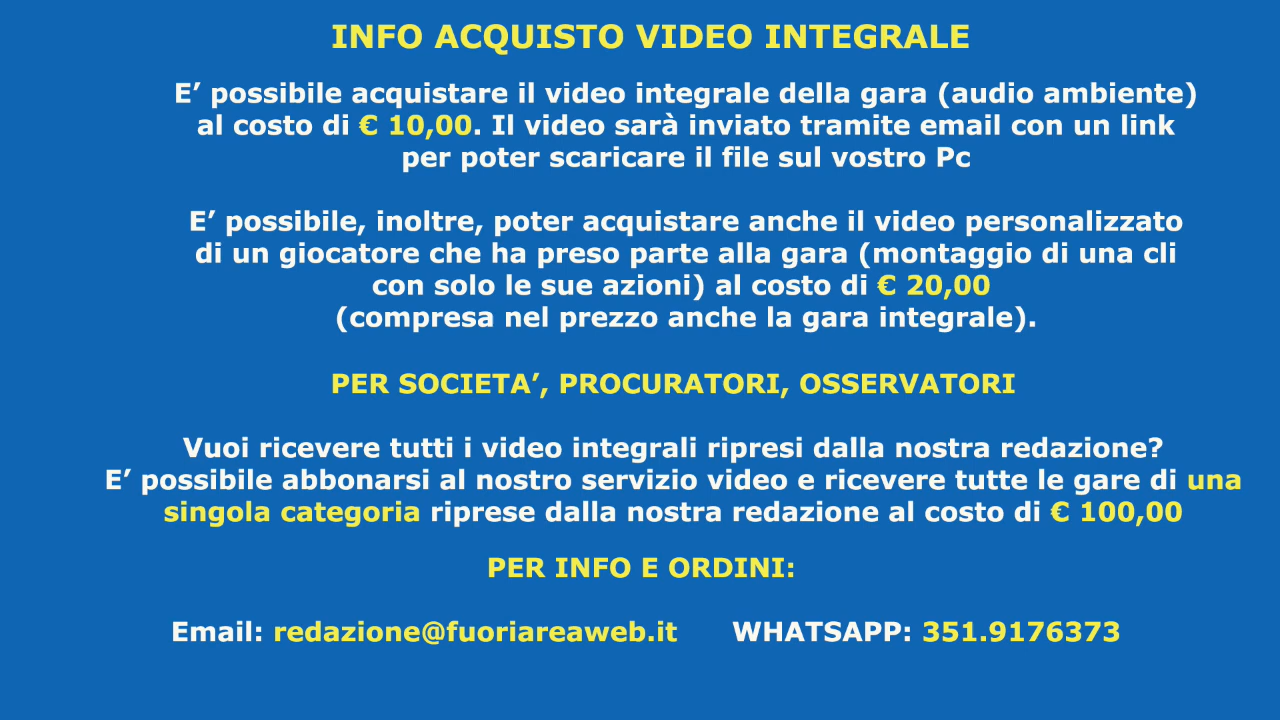 INFO ACQUISTO VIDEO INTEGRALE
E’ possibile acquistare il video integrale della gara (audio ambiente)
al costo di € 10,00. Il video sarà inviato tramite email con un link
per poter scaricare il file sul vostro Pc
E’ possibile, inoltre, poter acquistare anche il video personalizzato
di un giocatore che ha preso parte alla gara (montaggio di una cli
con solo le sue azioni) al costo di € 20,00
(compresa nel prezzo anche la gara integrale).
PER SOCIETA’, PROCURATORI, OSSERVATORI
Vuoi ricevere tutti i video integrali ripresi dalla nostra redazione?
E’ possibile abbonarsi al nostro servizio video e ricevere tutte le gare di una
singola categoria riprese dalla nostra redazione al costo di € 100,00
PER INFO E ORDINI:
Email: redazione@fuoriareaweb.it WHATSAPP: 351.9176373